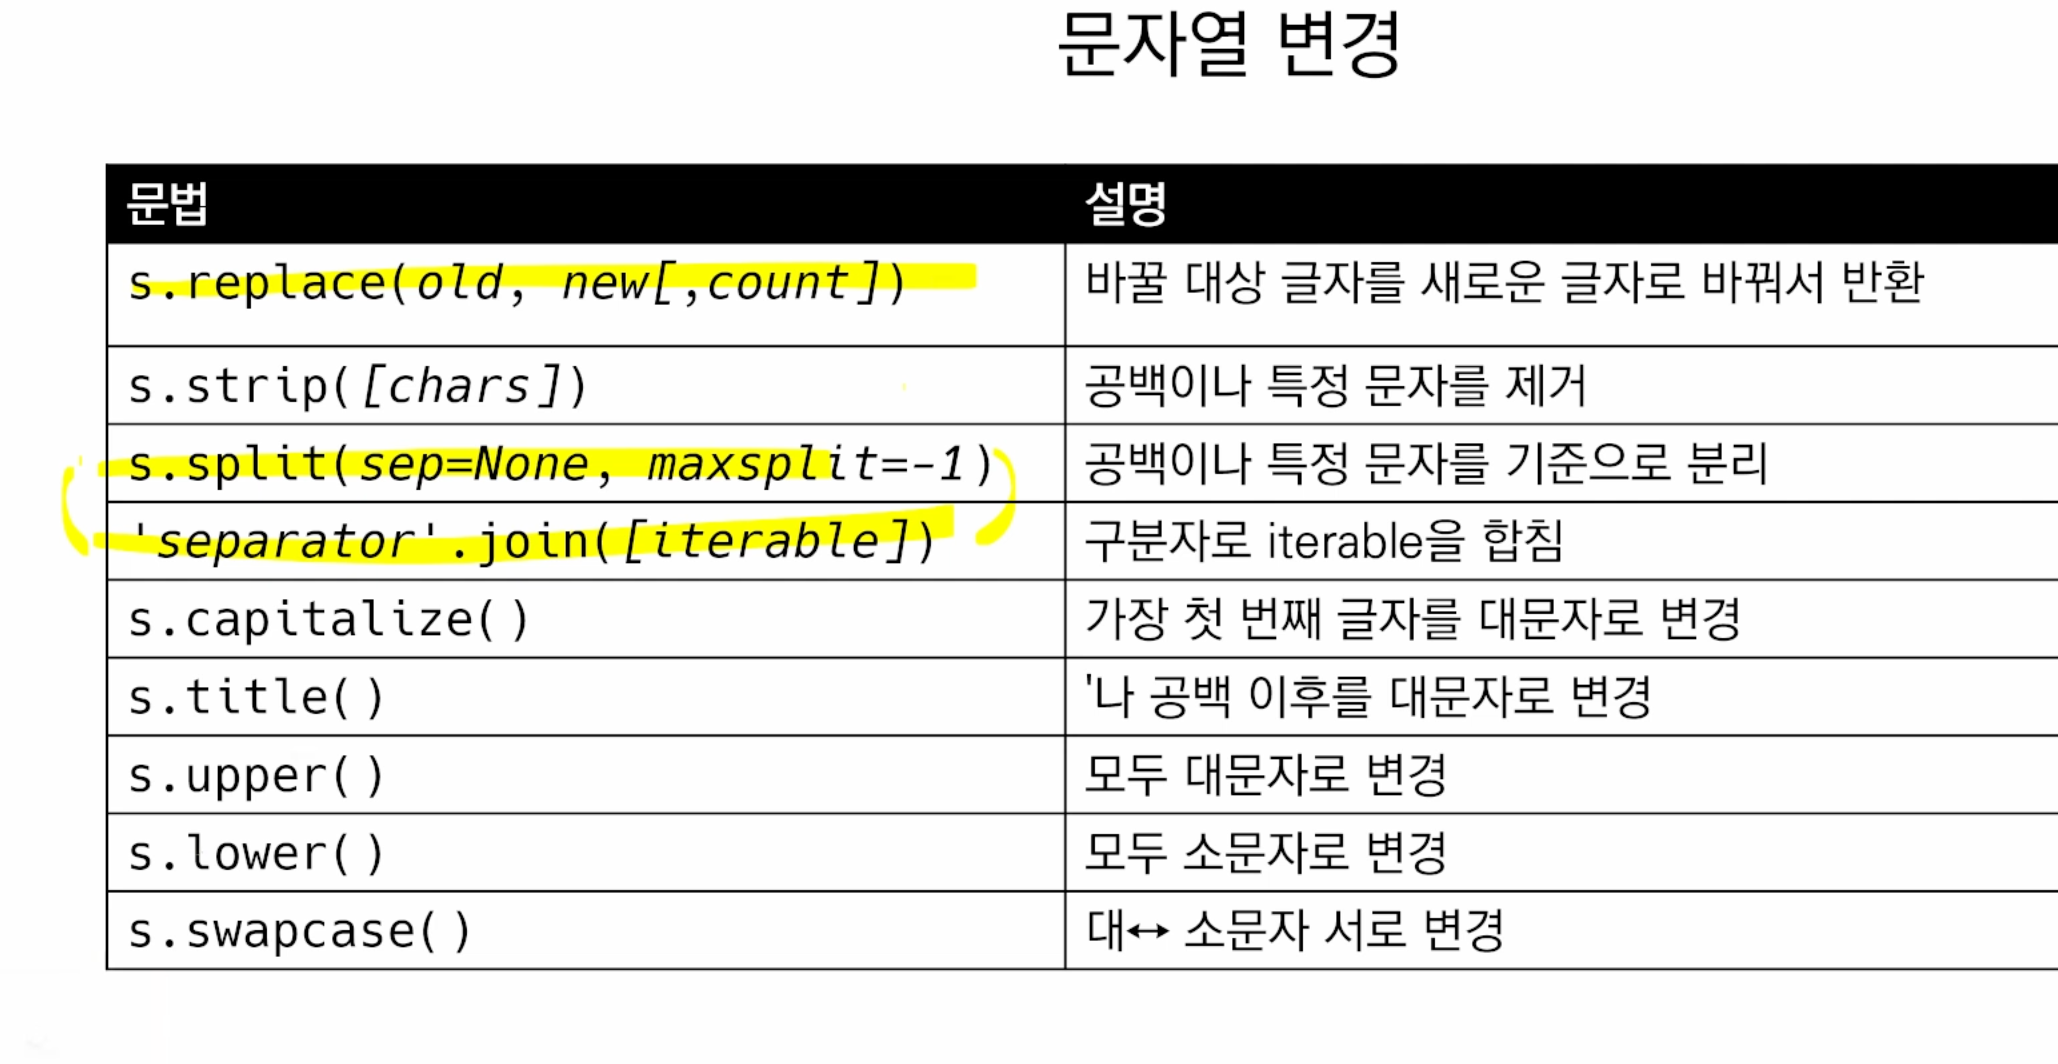 문자열 변경
문법 설명
s.replace(old, new[,count]) 바꿀 대상 글자를 새로운 글자로 바꿔서 반환
s.strip([chars]) 공백이나 특정 문자를 제거
s.split(sep=None, maxsplit=-1) 공백이나 특정 문자를 기준으로 분리
'separator'.join([iterable]) 구분자로 iterable을 합침
s.capitalize() 가장 첫 번째 글자를 대문자로 변경
s.title() '나 공백 이후를 대문자로 변경
s.upper() 모두 대문자로 변경
s.lower() 모두 소문자로 변경
s.swapcase() 대↔ 소문자 서로 변경